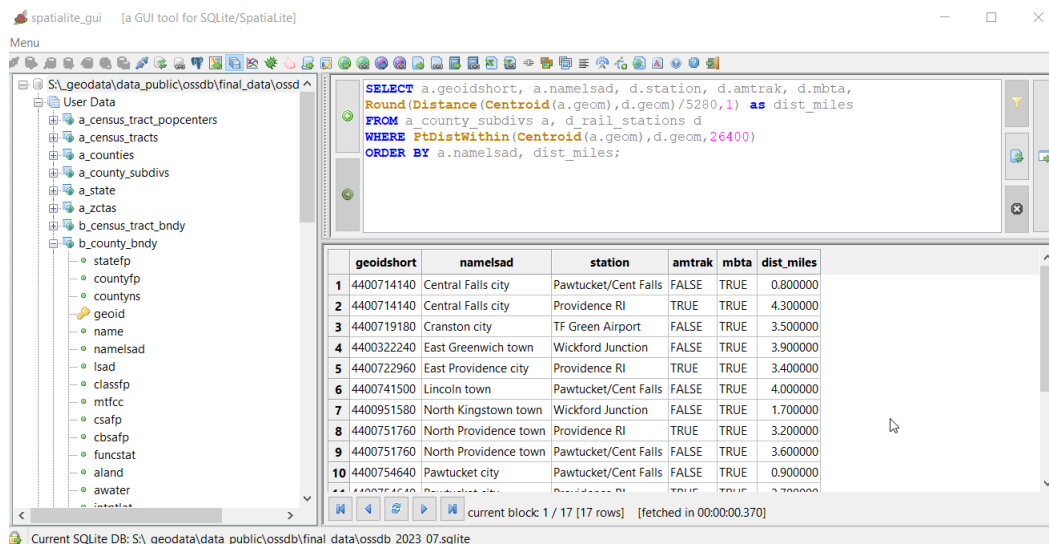 spatialite_gui [a GUI tool for SQLite/SpatiaLite]
Menu
S:\_geodata\data_public\ossdb\final_data\ossd
User Data
a_census_tract_popcenters
a_census_tracts
a_counties
a_county_subdivs
a_state
a_zctas
b_census_tract_bndy
b_county_bndy
statefp
countyfp
countyns
geoid
name
namelsad
lsad
classfp
mtfcc
csafp
cbsafp
funcstat
aland
awater
SELECT a.geoidshort, a.namelsad, d.station, d.amtrak, d.mbta,
Round(Distance(Centroid(a.geom),d.geom)/5280,1) as dist_miles
FROM a_county_subdivs a, d_rail_stations d
WHERE PtDistWithin(Centroid(a.geom),d.geom,26400)
ORDER BY a.namelsad, dist_miles;
geoidshort namelsad station amtrak mbta dist_miles
1 4400714140 Central Falls city Pawtucket/Cent Falls FALSE TRUE 0.800000
2 4400714140 Central Falls city Providence RI TRUE TRUE 4.300000
3 4400719180 Cranston city TF Green Airport FALSE TRUE 3.500000
4 4400322240 East Greenwich town Wickford Junction FALSE TRUE 3.900000
5 4400722960 East Providence city Providence RI TRUE TRUE 3.400000
6 4400741500 Lincoln town Pawtucket/Cent Falls FALSE TRUE 4.000000
7 4400951580 North Kingstown town Wickford Junction FALSE TRUE 1.700000
8 4400751760 North Providence town Providence RI TRUE TRUE 3.200000
9 4400751760 North Providence town Pawtucket/Cent Falls FALSE TRUE 3.600000
10 4400754640 Pawtucket city Pawtucket/Cent Falls FALSE TRUE 0.900000
current block: 1 / 17 [17 rows] [fetched in 00:00:00.370]
Current SQLite DB: S:\_geodata\data_public\ossdb\final_data\ossdb_2023_07.sqlite